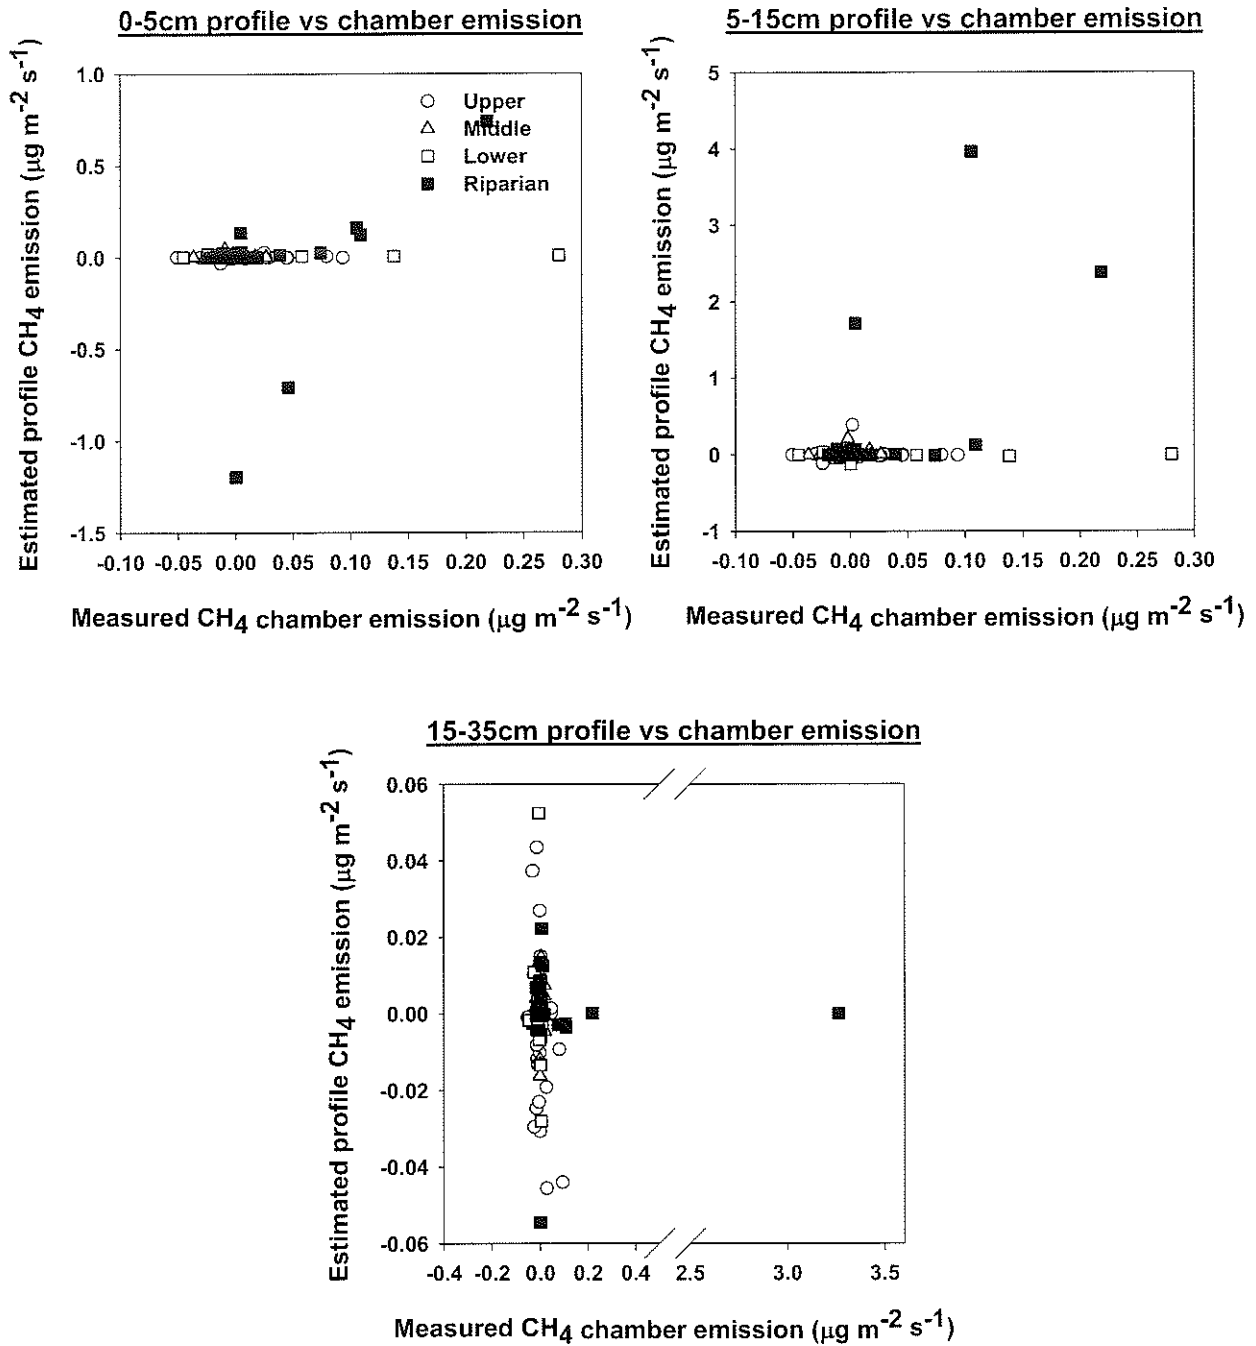 0-5cm profile vs chamber emission
Estimated profile CH4 emission (μg m-2 s-1)
1.0
0.5
0.0
-0.5
-1.0
-1.5
Upper
Middle
Lower
Riparian
-0.10 -0.05 0.00 0.05 0.10 0.15 0.20 0.25 0.30
Measured CH4 chamber emission (μg m-2 s-1)
5-15cm profile vs chamber emission
Estimated profile CH4 emission (μg m-2 s-1)
5
4
3
2
1
0
-1
-0.10 -0.05 0.00 0.05 0.10 0.15 0.20 0.25 0.30
Measured CH4 chamber emission (μg m-2 s-1)
15-35cm profile vs chamber emission
Estimated profile CH4 emission (μg m-2 s-1)
0.06
0.04
0.02
0.00
-0.02
-0.04
-0.06
-0.4 -0.2 0.0 0.2 0.4 2.5 3.0 3.5
Measured CH4 chamber emission (μg m-2 s-1)